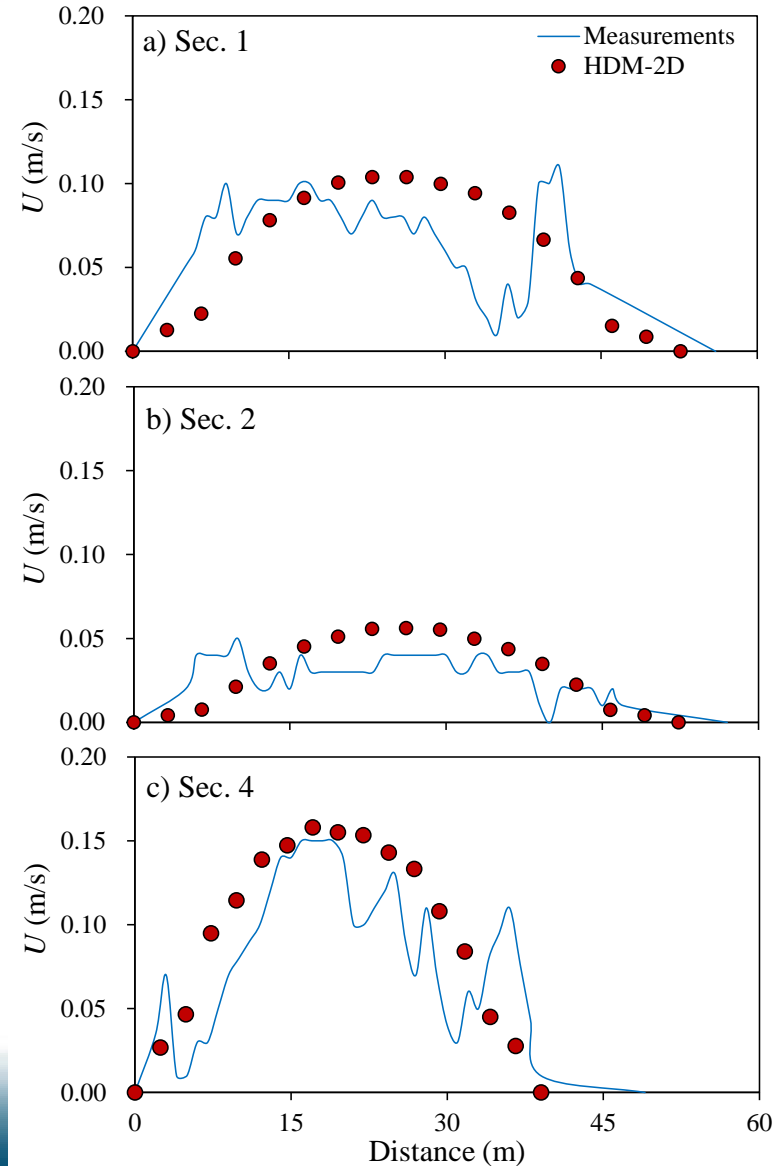 0.20
a) Sec. 1
Measurements
HDM-2D
0.15
0.10
0.05
0.00
U (m/s)
0.20
b) Sec. 2
0.15
0.10
0.05
0.00
U (m/s)
0.20
c) Sec. 4
0.15
0.10
0.05
0.00
U (m/s)
0 15 30 45 60
Distance (m)